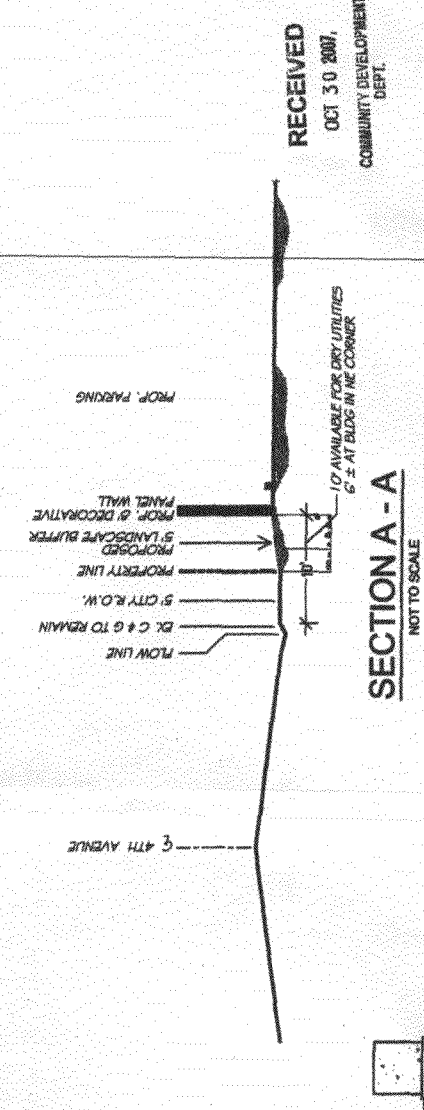 4TH AVENUE
FLOW LINE
EX. C & G TO REMAIN
5' CITY R.O.W.
PROPERTY LINE
PROPOSED
5' LANDSCAPE BUFFER
PROP. 6' DECORATIVE
PANEL WALL
PROP. PARKING
10'
10' ± AVAILABLE FOR DRY UTILITIES
6' ± AT BLDG IN NE CORNER
SECTION A - A
NOT TO SCALE
RECEIVED
OCT 30 2007
COMMUNITY DEVELOPMENT
DEPT.